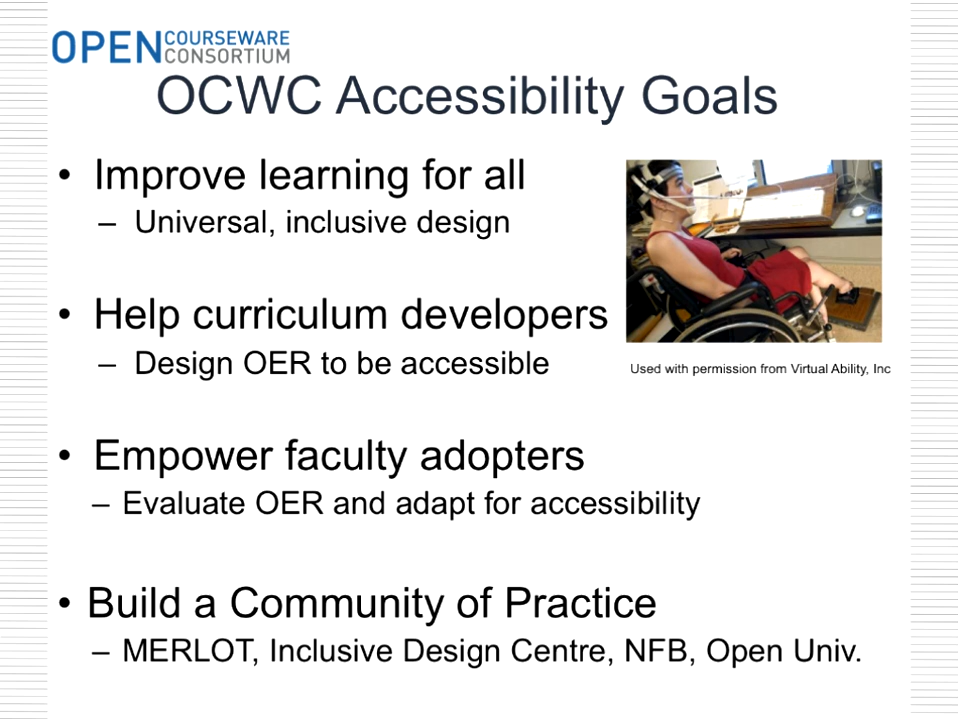 OPEN COURSEWARE CONSORTIUM
OCWC Accessibility Goals
• Improve learning for all
– Universal, inclusive design
• Help curriculum developers
– Design OER to be accessible
Used with permission from Virtual Ability, Inc
• Empower faculty adopters
– Evaluate OER and adapt for accessibility
• Build a Community of Practice
– MERLOT, Inclusive Design Centre, NFB, Open Univ.